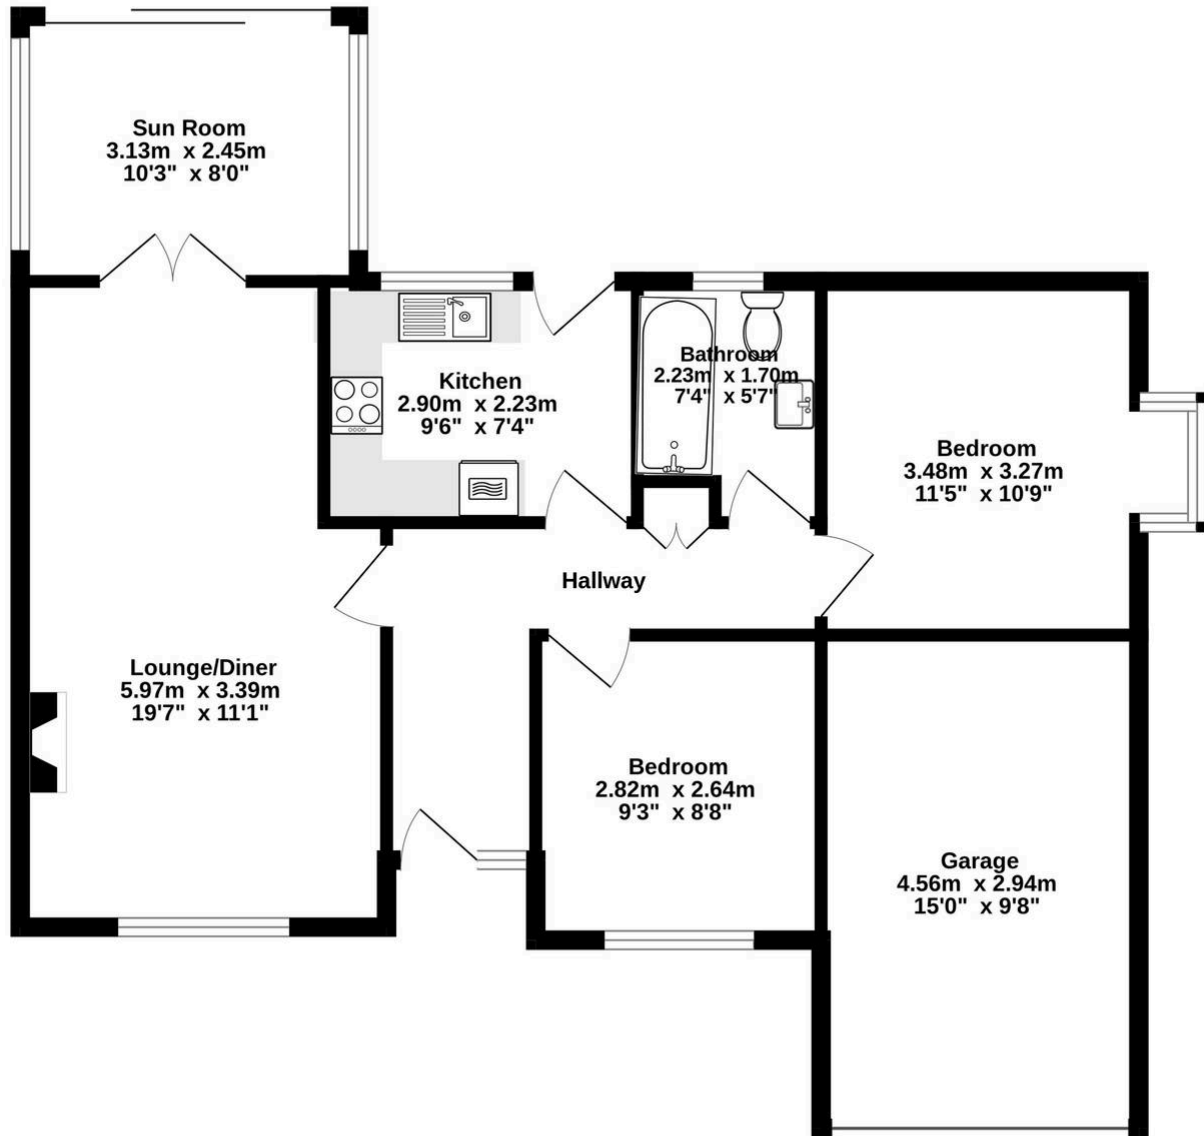 Sun Room
3.13m x 2.45m
10'3" x 8'0"
Kitchen
2.90m x 2.23m
9'6" x 7'4"
Bathroom
2.23m x 1.70m
7'4" x 5'7"
Bedroom
3.48m x 3.27m
11'5" x 10'9"
Hallway
Lounge/Diner
5.97m x 3.39m
19'7" x 11'1"
Bedroom
2.82m x 2.64m
9'3" x 8'8"
Garage
4.56m x 2.94m
15'0" x 9'8"